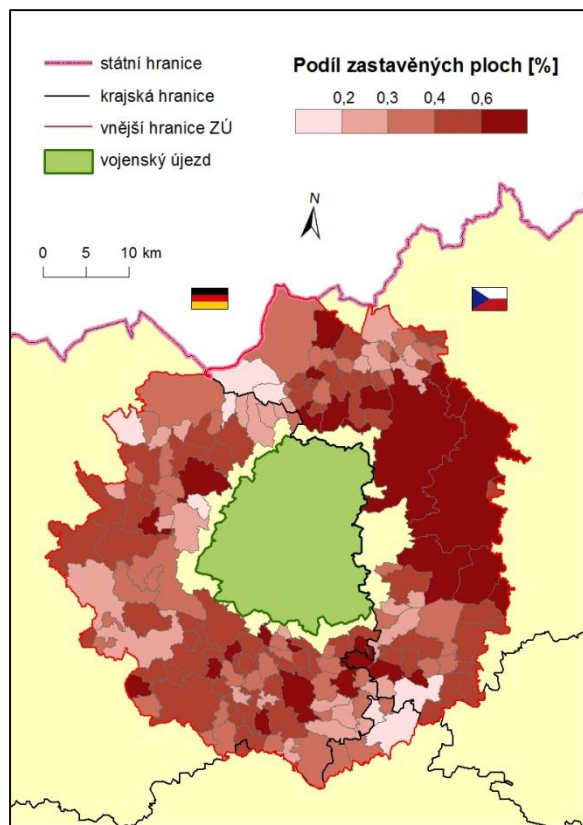 státní hranice
krajská hranice
vnější hranice ZÚ
vojenský újezd
Podíl zastavěných ploch [%]
0,2 0,3 0,4 0,6
N
0 5 10 km